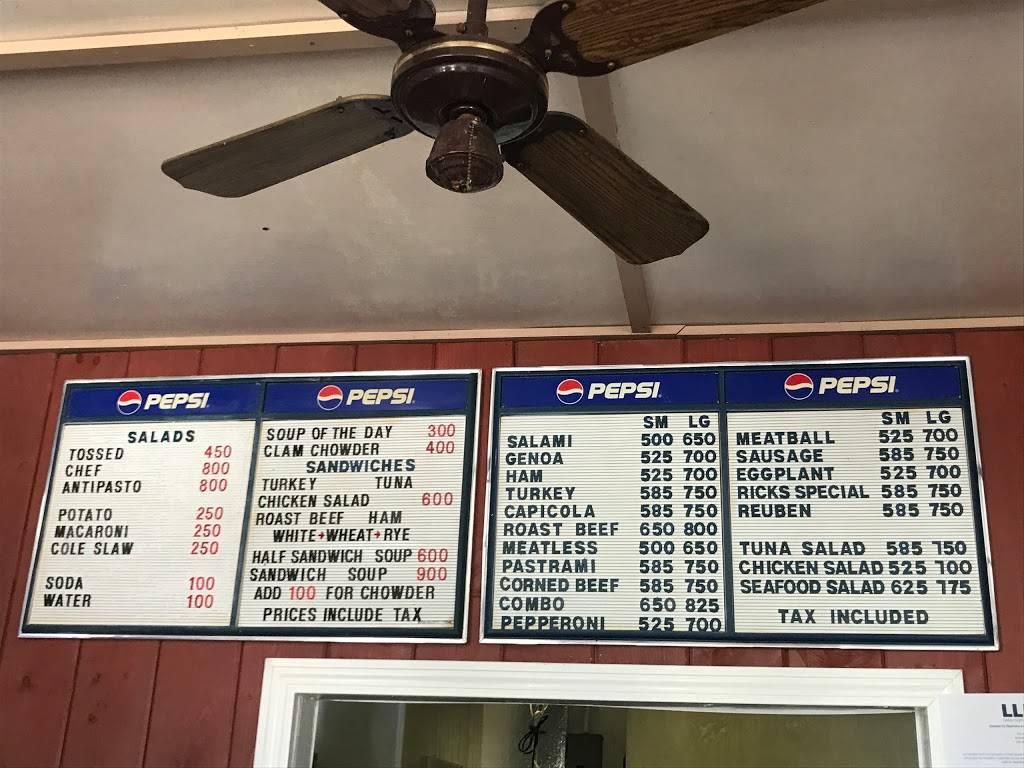 PEPSI
SALADS
TOSSED 450
CHEF 800
ANTIPASTO 800
POTATO 250
MACARONI 250
COLE SLAW 250
SODA 100
WATER 100
PEPSI
SOUP OF THE DAY 300
CLAM CHOWDER 400
SANDWICHES
TURKEY TUNA
CHICKEN SALAD 600
ROAST BEEF HAM
WHITE+WHEAT+RYE
HALF SANDWICH SOUP 600
SANDWICH SOUP 900
ADD 100 FOR CHOWDER
PRICES INCLUDE TAX
PEPSI
SM LG
SALAMI 500 650
GENOA 525 700
HAM 525 700
TURKEY 585 750
CAPICOLA 585 750
ROAST BEEF 650 800
MEATLESS 500 650
PASTRAMI 585 750
CORNED BEEF 585 750
COMBO 650 825
PEPPERONI 525 700
PEPSI
SM LG
MEATBALL 525 700
SAUSAGE 585 750
EGGPLANT 525 700
RICKS SPECIAL 585 750
REUBEN 585 750
TUNA SALAD 585 750
CHICKEN SALAD 525 700
SEAFOOD SALAD 625 775
TAX INCLUDED